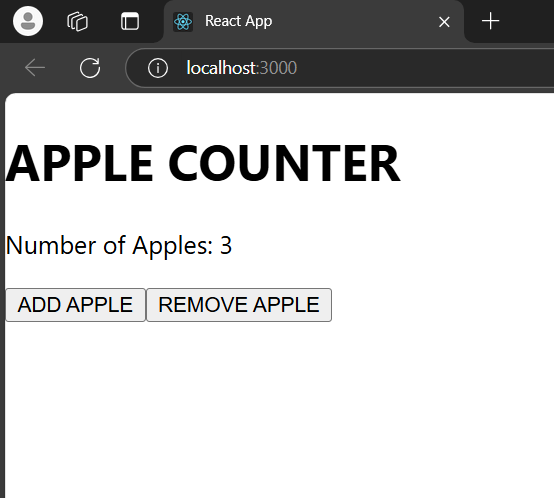 React App
localhost:3000
APPLE COUNTER
Number of Apples: 3
ADD APPLE REMOVE APPLE